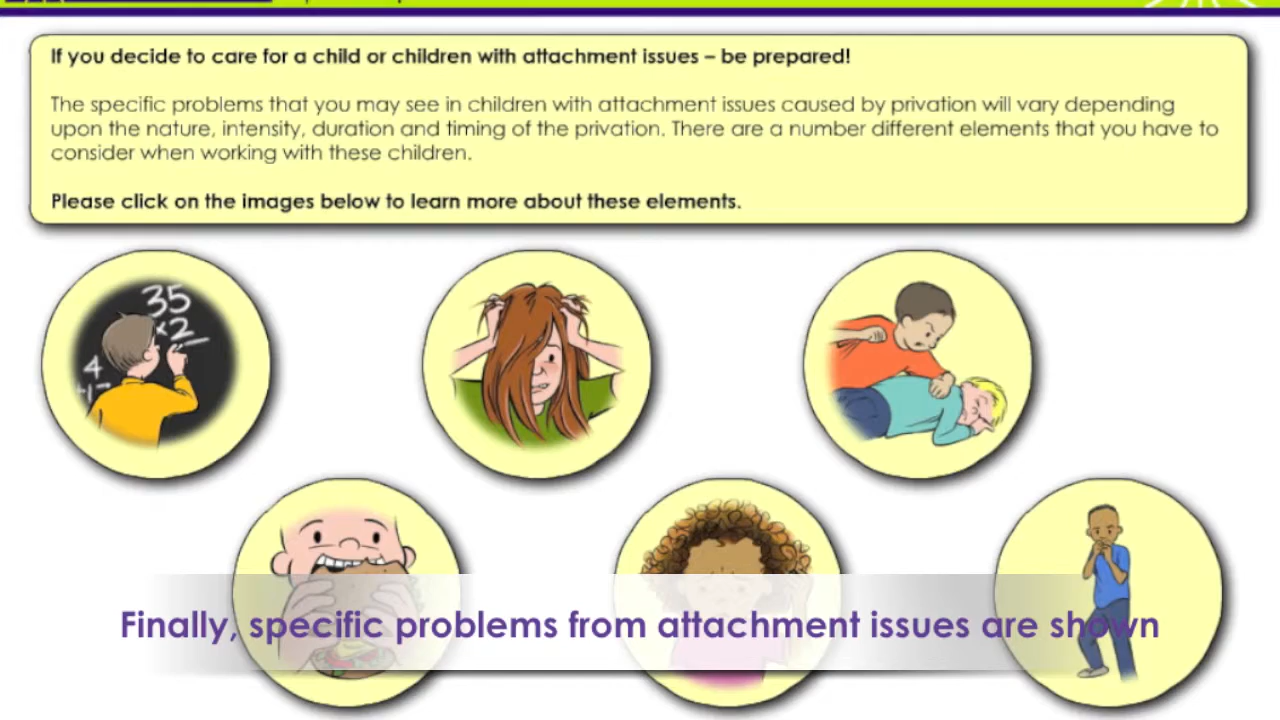 If you decide to care for a child or children with attachment issues – be prepared!
The specific problems that you may see in children with attachment issues caused by privation will vary depending
upon the nature, intensity, duration and timing of the privation. There are a number different elements that you have to
consider when working with these children.
Please click on the images below to learn more about these elements.
35
×2
4
Finally, specific problems from attachment issues are shown